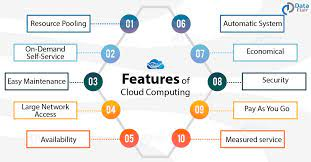 Data
Flair
01
Resource Pooling
02
On-Demand
Self-Service
03
Easy Maintenance
04
Large Network
Access
05
Availability
Features of
Cloud Computing
06
Automatic System
07
Economical
08
Security
09
Pay As You Go
10
Measured service